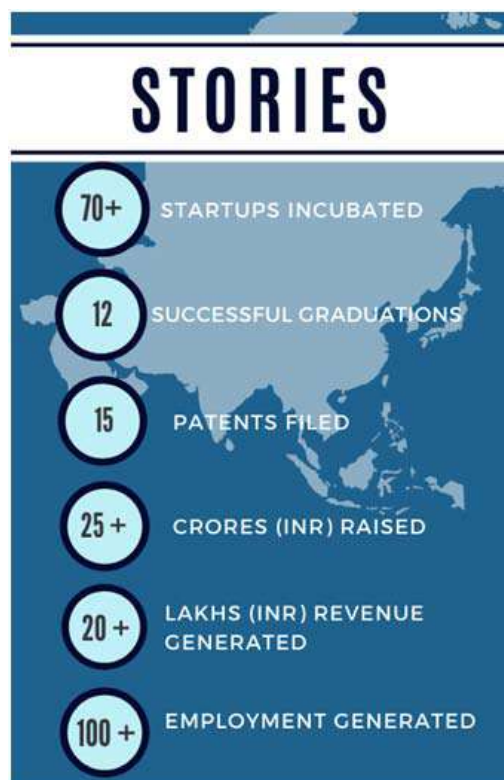 STORIES
70+ STARTUPS INCUBATED
12 SUCCESSFUL GRADUATIONS
15 PATENTS FILED
25 + CRORES (INR) RAISED
20 + LAKHS (INR) REVENUE
GENERATED
100 + EMPLOYMENT GENERATED